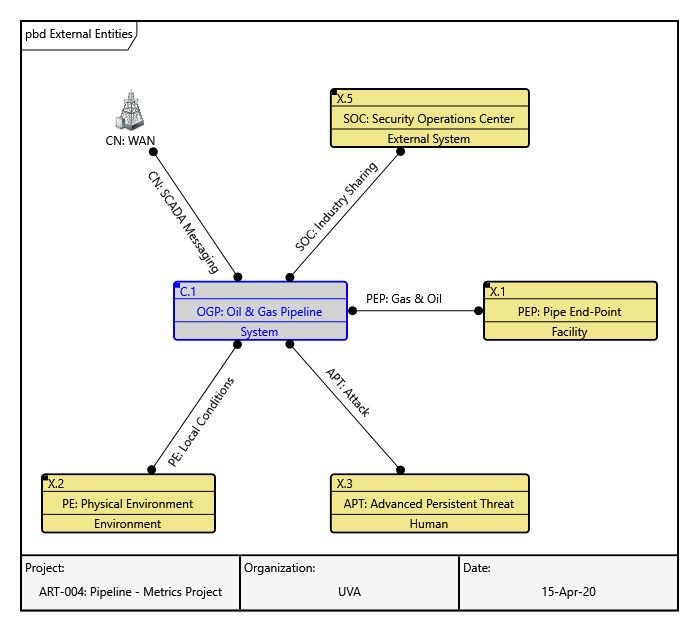 pbd External Entities
CN: WAN
X.5
SOC: Security Operations Center
External System
CN: SCADA Messaging
SOC: Industry Sharing
C.1
OGP: Oil & Gas Pipeline
System
PEP: Gas & Oil
X.1
PEP: Pipe End-Point
Facility
PE: Local Conditions
APT: Attack
X.2
PE: Physical Environment
Environment
X.3
APT: Advanced Persistent Threat
Human
Project:
ART-004: Pipeline - Metrics Project
Organization:
UVA
Date:
15-Apr-20